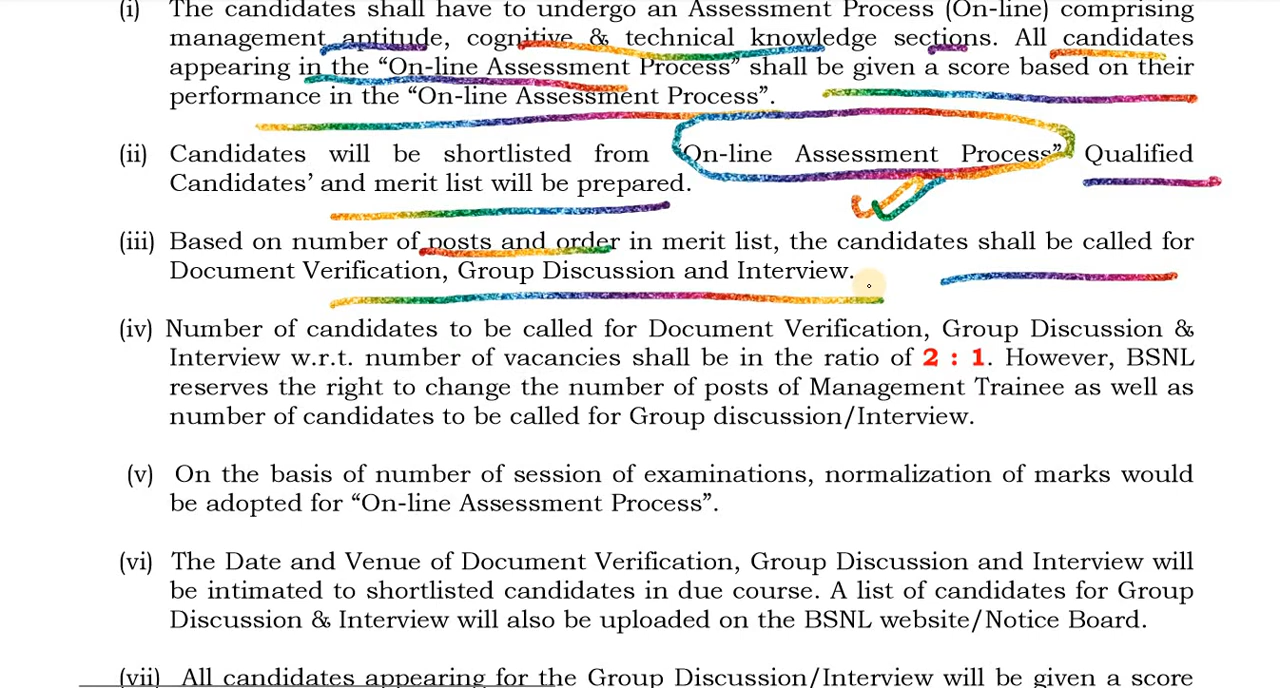 (i) The candidates shall have to undergo an Assessment Process (On-line) comprising
management aptitude, cognitive & technical knowledge sections. All candidates
appearing in the “On-line Assessment Process” shall be given a score based on their
performance in the “On-line Assessment Process”.
(ii) Candidates will be shortlisted from “On-line Assessment Process” Qualified
Candidates’ and merit list will be prepared.
(iii) Based on number of posts and order in merit list, the candidates shall be called for
Document Verification, Group Discussion and Interview.
(iv) Number of candidates to be called for Document Verification, Group Discussion &
Interview w.r.t. number of vacancies shall be in the ratio of 2 : 1. However, BSNL
reserves the right to change the number of posts of Management Trainee as well as
number of candidates to be called for Group discussion/Interview.
(v) On the basis of number of session of examinations, normalization of marks would
be adopted for “On-line Assessment Process”.
(vi) The Date and Venue of Document Verification, Group Discussion and Interview will
be intimated to shortlisted candidates in due course. A list of candidates for Group
Discussion & Interview will also be uploaded on the BSNL website/Notice Board.
(vii) All candidates appearing for the Group Discussion/Interview will be given a score